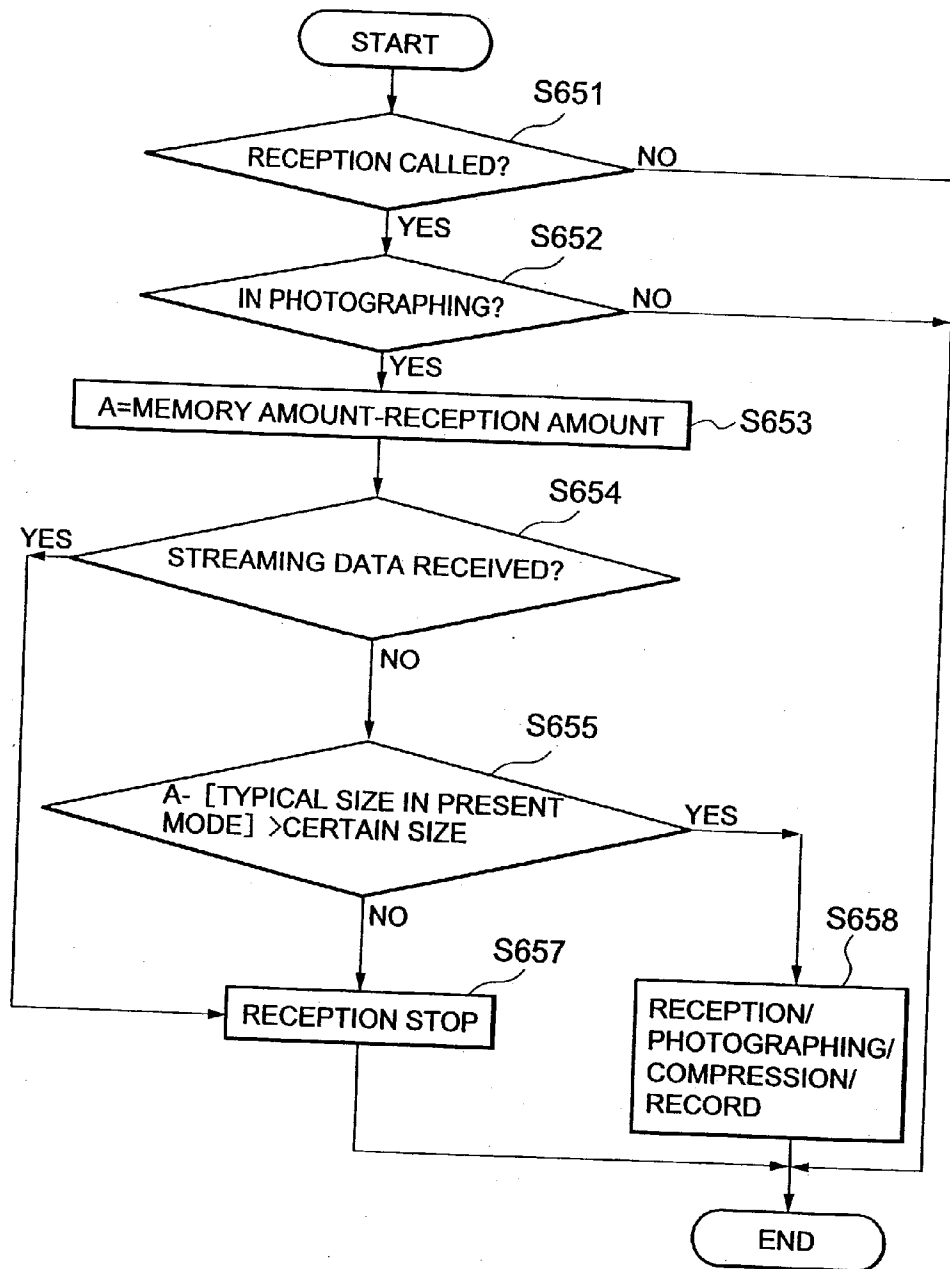 START
S651
RECEPTION CALLED?
NO
YES
S652
IN PHOTOGRAPHING?
NO
YES
A=MEMORY AMOUNT-RECEPTION AMOUNT
S653
S654
YES
STREAMING DATA RECEIVED?
NO
S655
A- [TYPICAL SIZE IN PRESENT
MODE] >CERTAIN SIZE
YES
NO
S658
S657
RECEPTION STOP
RECEPTION/
PHOTOGRAPHING/
COMPRESSION/
RECORD
END